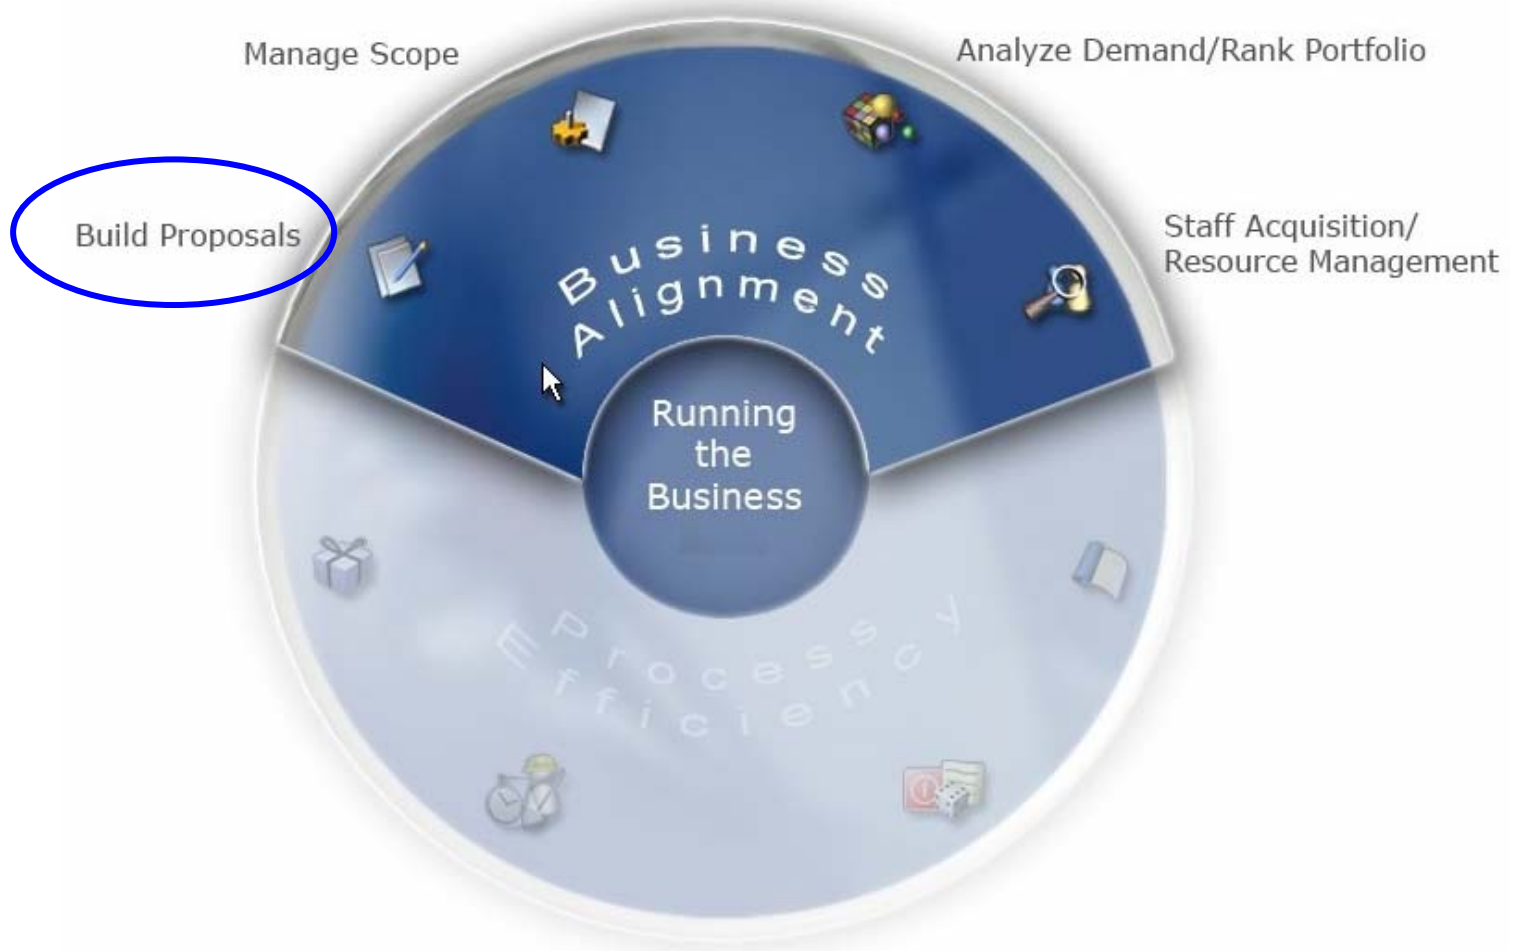 Manage Scope
Analyze Demand/Rank Portfolio
Build Proposals
Staff Acquisition/
Resource Management
Business
Alignment
Running
the
Business
Process
Efficiency